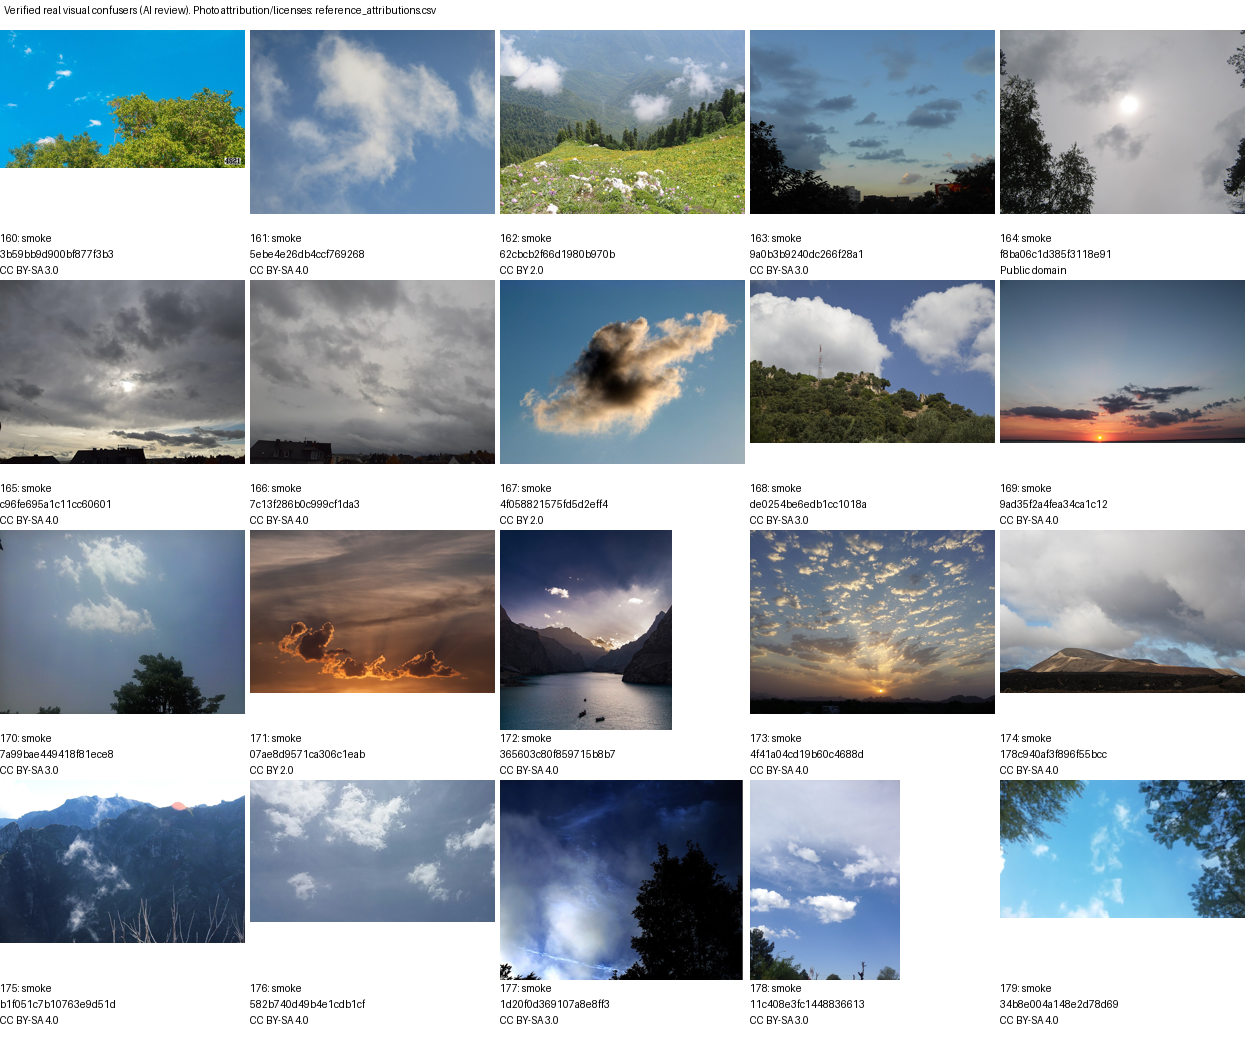 Verified real visual confusers (AI review). Photo attribution/licenses: reference_attributions.csv
160: smoke
3b59bb9d900bf877f3b3
CC BY-SA 3.0
161: smoke
5ebe4e26db4ccf769268
CC BY-SA 4.0
162: smoke
62cbcb2f66d1980b970b
CC BY 2.0
163: smoke
9a0b3b9240dc266f28a1
CC BY-SA 3.0
164: smoke
f8ba06c1d385f3118e91
Public domain
165: smoke
c96fe695a1c11cc60601
CC BY-SA 4.0
166: smoke
7c13f286b0c999cf1da3
CC BY-SA 4.0
167: smoke
4f058821575fd5d2eff4
CC BY 2.0
168: smoke
de0254be6edb1cc1018a
CC BY-SA 3.0
169: smoke
9ad35f2a4fea34ca1c12
CC BY-SA 4.0
170: smoke
7a99bae449418f81ece8
CC BY-SA 3.0
171: smoke
07ae8d9571ca306c1eab
CC BY 2.0
172: smoke
365603c80f859715b8b7
CC BY-SA 4.0
173: smoke
4f41a04cd19b60c4688d
CC BY-SA 4.0
174: smoke
178c940af3f896f55bcc
CC BY-SA 4.0
175: smoke
b1f051c7b10763e9d51d
CC BY-SA 4.0
176: smoke
582b740d49b4e1cdb1cf
CC BY-SA 4.0
177: smoke
1d20f0d369107a8e8ff3
CC BY-SA 3.0
178: smoke
11c408e3fc1448836613
CC BY-SA 3.0
179: smoke
34b8e004a148e2d78d69
CC BY-SA 4.0